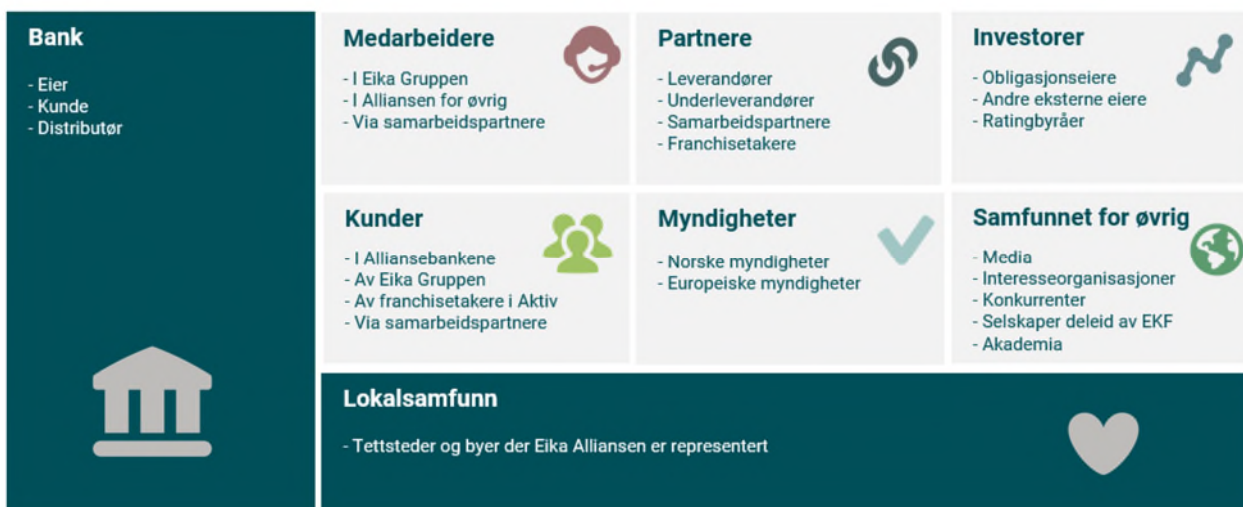 Bank
- Eier
- Kunde
- Distributør
Medarbeidere
- I Eika Gruppen
- I Alliansen for øvrig
- Via samarbeidspartnere
Partnere
- Leverandører
- Underleverandører
- Samarbeidspartnere
- Franchisetakere
Investorer
- Obligasjonseiere
- Andre eksterne eiere
- Ratingbyråer
Kunder
- I Alliansebankene
- Av Eika Gruppen
- Av franchisetakere i Aktiv
- Via samarbeidspartnere
Myndigheter
- Norske myndigheter
- Europeiske myndigheter
Samfunnet for øvrig
- Media
- Interesseorganisasjoner
- Konkurrenter
- Selskaper deleid av EKF
- Akademia
Lokalsamfunn
- Tettsteder og byer der Eika Alliansen er representert